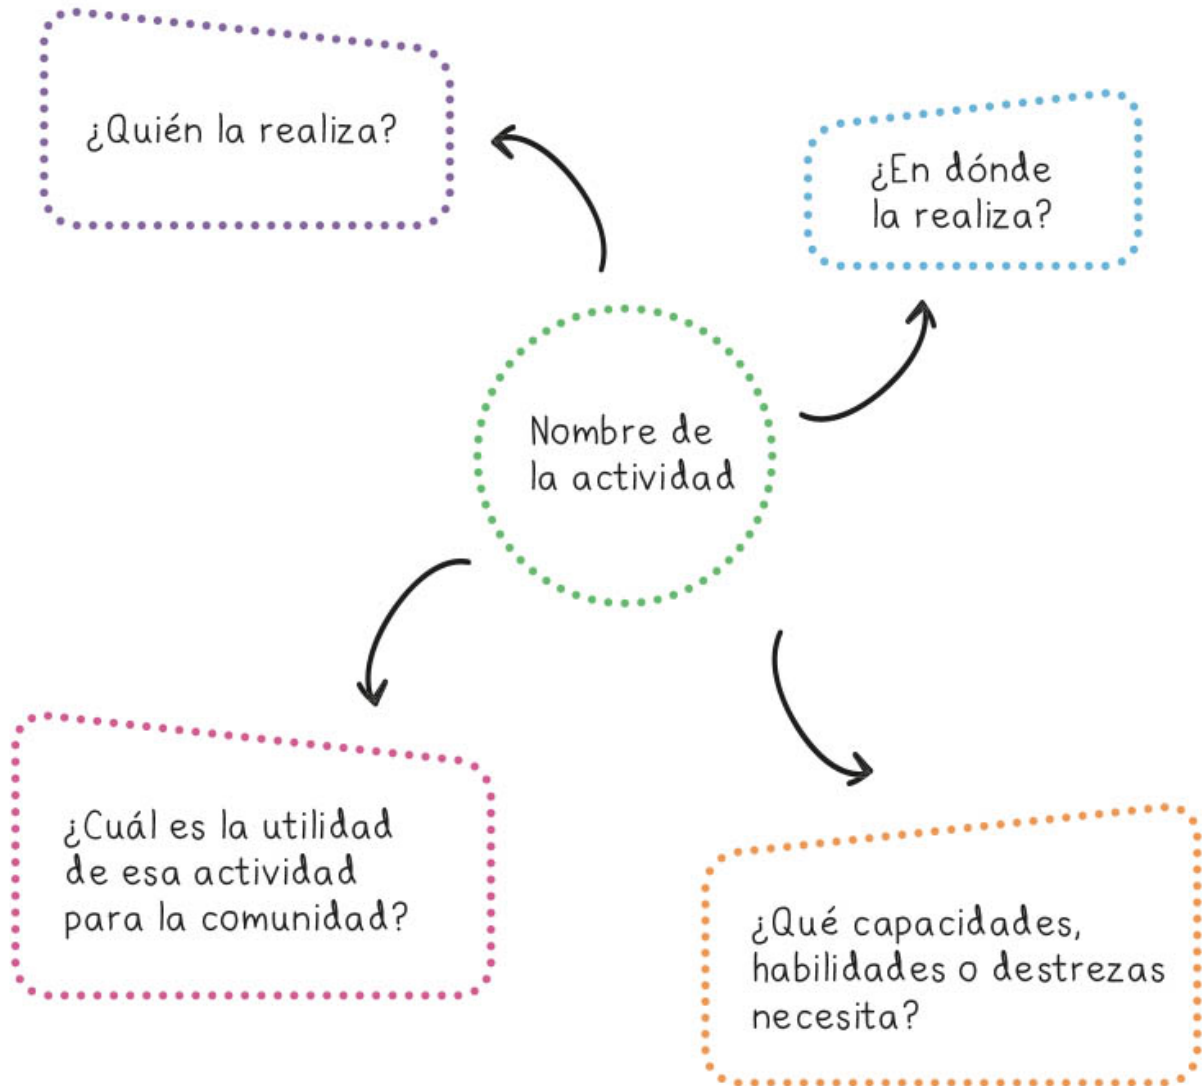 ¿Quién la realiza?
¿En dónde
la realiza?
Nombre de
la actividad
¿Cuál es la utilidad
de esa actividad
para la comunidad?
¿Qué capacidades,
habilidades o destrezas
necesita?